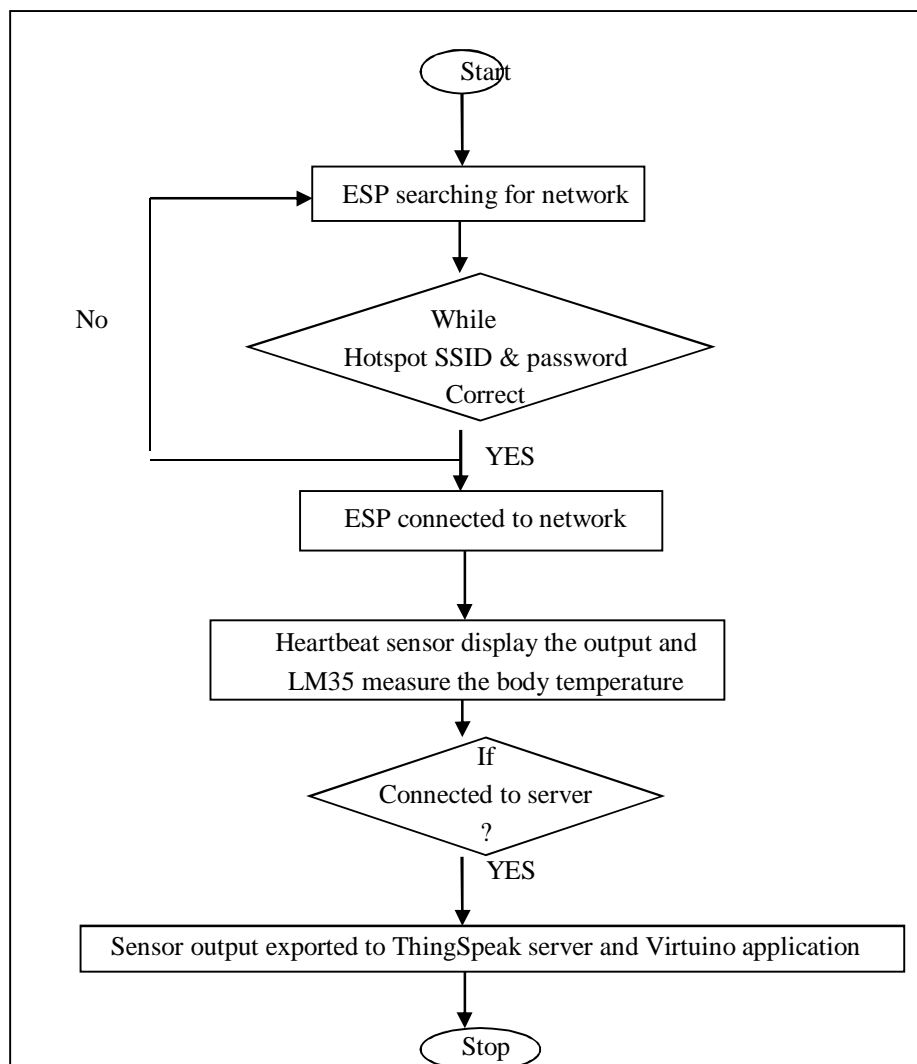 Start
ESP searching for network
No
While
Hotspot SSID & password
Correct
YES
ESP connected to network
Heartbeat sensor display the output and
LM35 measure the body temperature
If
Connected to server
?
YES
Sensor output exported to ThingSpeak server and Virtuino application
Stop